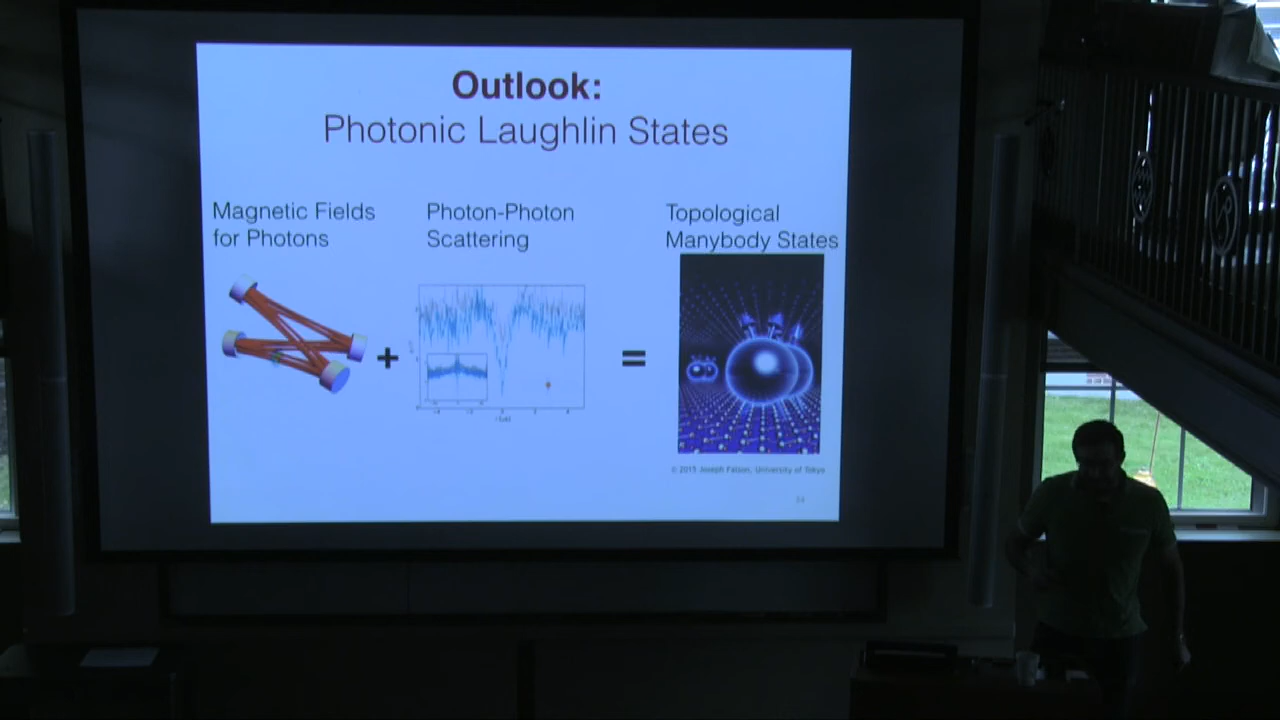 Outlook:
Photonic Laughlin States
Magnetic Fields
for Photons
Photon-Photon
Scattering
Topological
Manybody States
+
=
© 2015 Joseph Falson, University of Tokyo